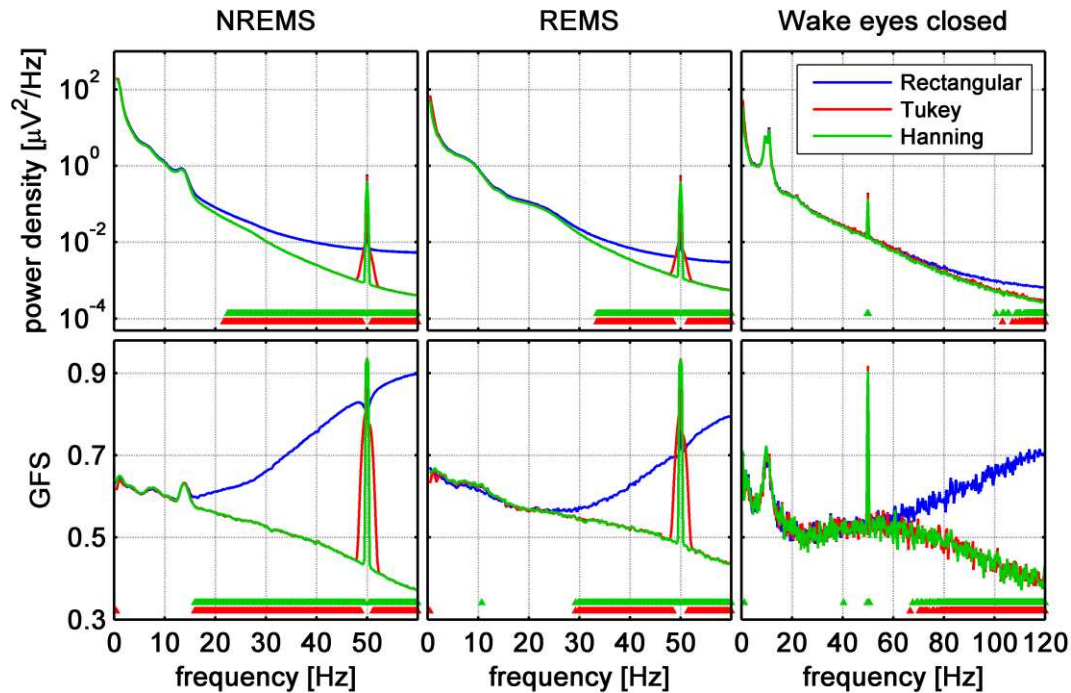 NREMS REMS Wake eyes closed
power density [μV²/Hz]
10² 10⁰ 10⁻² 10⁻⁴
Rectangular
Tukey
Hanning
GFS
0.9
0.7
0.5
0.3
0 10 20 30 40 50 0 10 20 30 40 50 0 20 40 60 80 100 120
frequency [Hz] frequency [Hz] frequency [Hz]